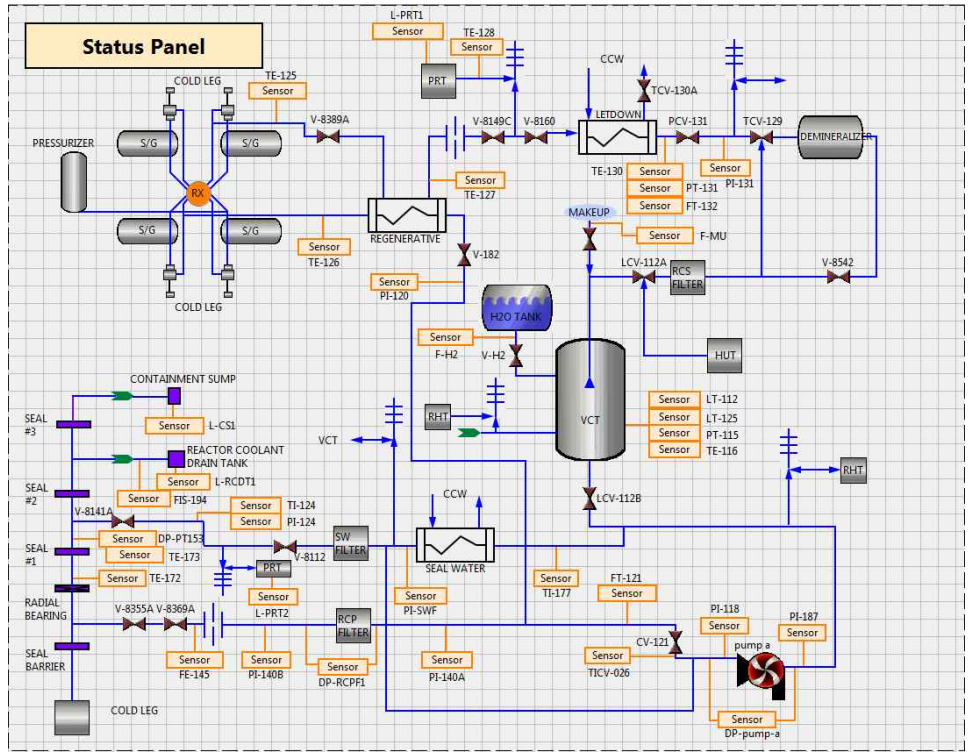 Status Panel
L-PRT1
Sensor
TE-128
Sensor
PRT
CCW
TCV-130A
COLD LEG
TE-125
Sensor
V-8389A
V-8149C
V-8160
LETDOWN
PCV-131
TCV-129
DEMINERALIZER
S/G
S/G
PRESSURIZER
RX
TE-130
Sensor
Sensor
PT-131
Sensor
FT-132
Sensor
PI-131
Sensor
TE-127
S/G
S/G
REGENERATIVE
MAKEUP
Sensor
F-MU
Sensor
TE-126
V-182
LCV-112A
RCS
FILTER
V-8542
Sensor
PI-120
COLD LEG
H2O TANK
Sensor
F-H2
V-H2
HUT
CONTAINMENT SUMP
Sensor
L-CS1
SEAL
#3
VCT
RHT
VCT
Sensor
LT-112
Sensor
LT-125
Sensor
PT-115
Sensor
TE-116
REACTOR COOLANT
DRAIN TANK
Sensor
L-RCDT1
Sensor
FIS-194
SEAL
#2
RHT
LCV-112B
V-8141A
Sensor
TI-124
Sensor
PI-124
CCW
Sensor
DP-PT153
Sensor
TE-173
SEAL
#1
V-8112
SW
FILTER
SEAL WATER
Sensor
TE-172
PRT
Sensor
L-PRT2
Sensor
PI-SWF
Sensor
TI-177
FT-121
Sensor
RADIAL
BEARING
V-8355A
V-8369A
RCP
FILTER
PI-118
Sensor
PI-187
Sensor
SEAL
BARRIER
Sensor
FE-145
Sensor
PI-140B
Sensor
DP-RCPF1
Sensor
PI-140A
CV-121
Sensor
TICV-026
pump a
COLD LEG
Sensor
DP-pump-a